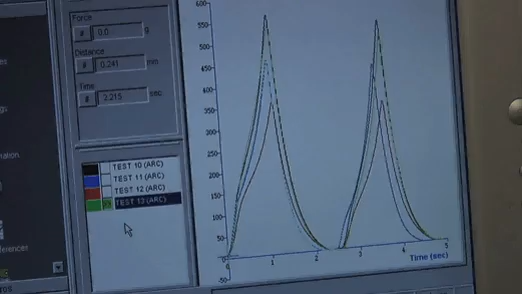 Force
# 0.0 g
Distance
# 0.241 mm
Time
# 2.215 sec
TEST 10 (ARC)
TEST 11 (ARC)
TEST 12 (ARC)
TEST 13 (ARC)
600
550
500
450
400
350
300
250
200
150
100
50
0
-50
0 1 2 3 4 5
Time (sec)